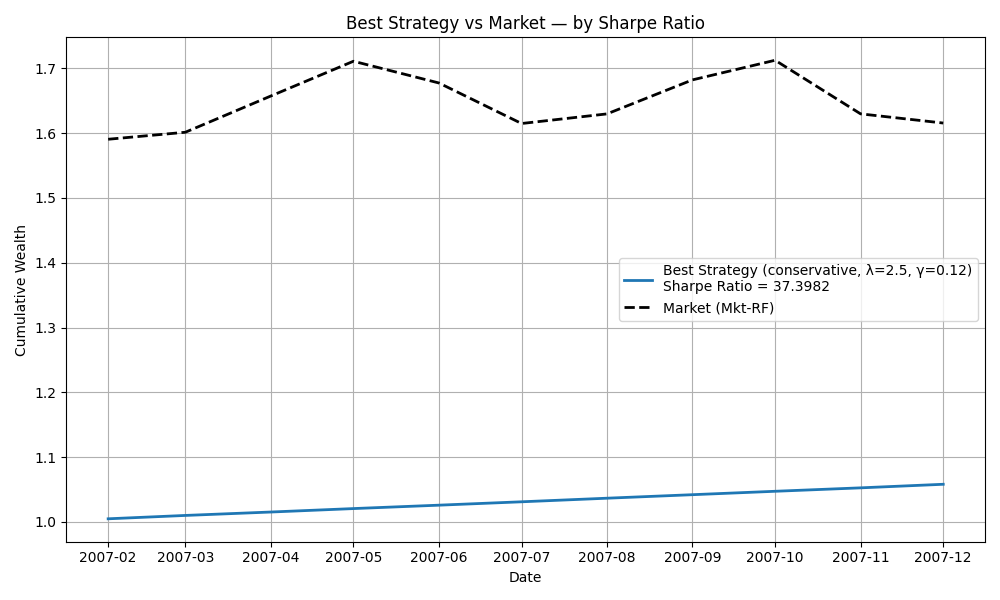 Best Strategy vs Market — by Sharpe Ratio
Cumulative Wealth
1.7
1.6
1.5
1.4
1.3
1.2
1.1
1.0
Best Strategy (conservative, λ=2.5, γ=0.12)
Sharpe Ratio = 37.3982
Market (Mkt-RF)
2007-02 2007-03 2007-04 2007-05 2007-06 2007-07 2007-08 2007-09 2007-10 2007-11 2007-12
Date